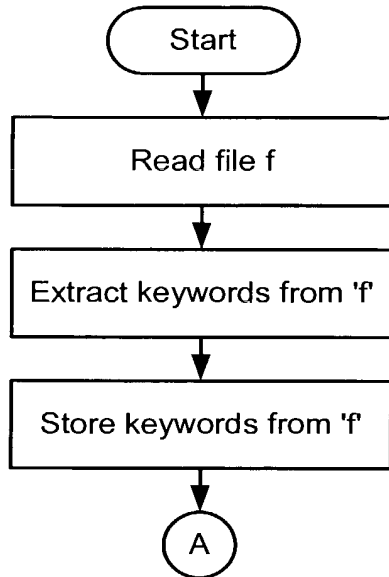 Start
Read file f
Extract keywords from 'f'
Store keywords from 'f'
A